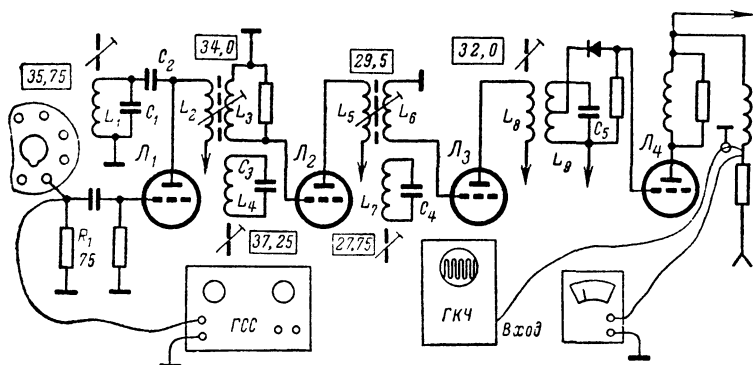 35,75
C₂
34,0
29,5
32,0
L₁
C₁
L₂
L₃
L₅
L₆
L₈
C₅
L₉
Л₁
Л₂
Л₃
Л₄
C₃
L₄
L₇
C₄
R₁
75
37,25
27,75
ГСС
ГКЧ
Вход